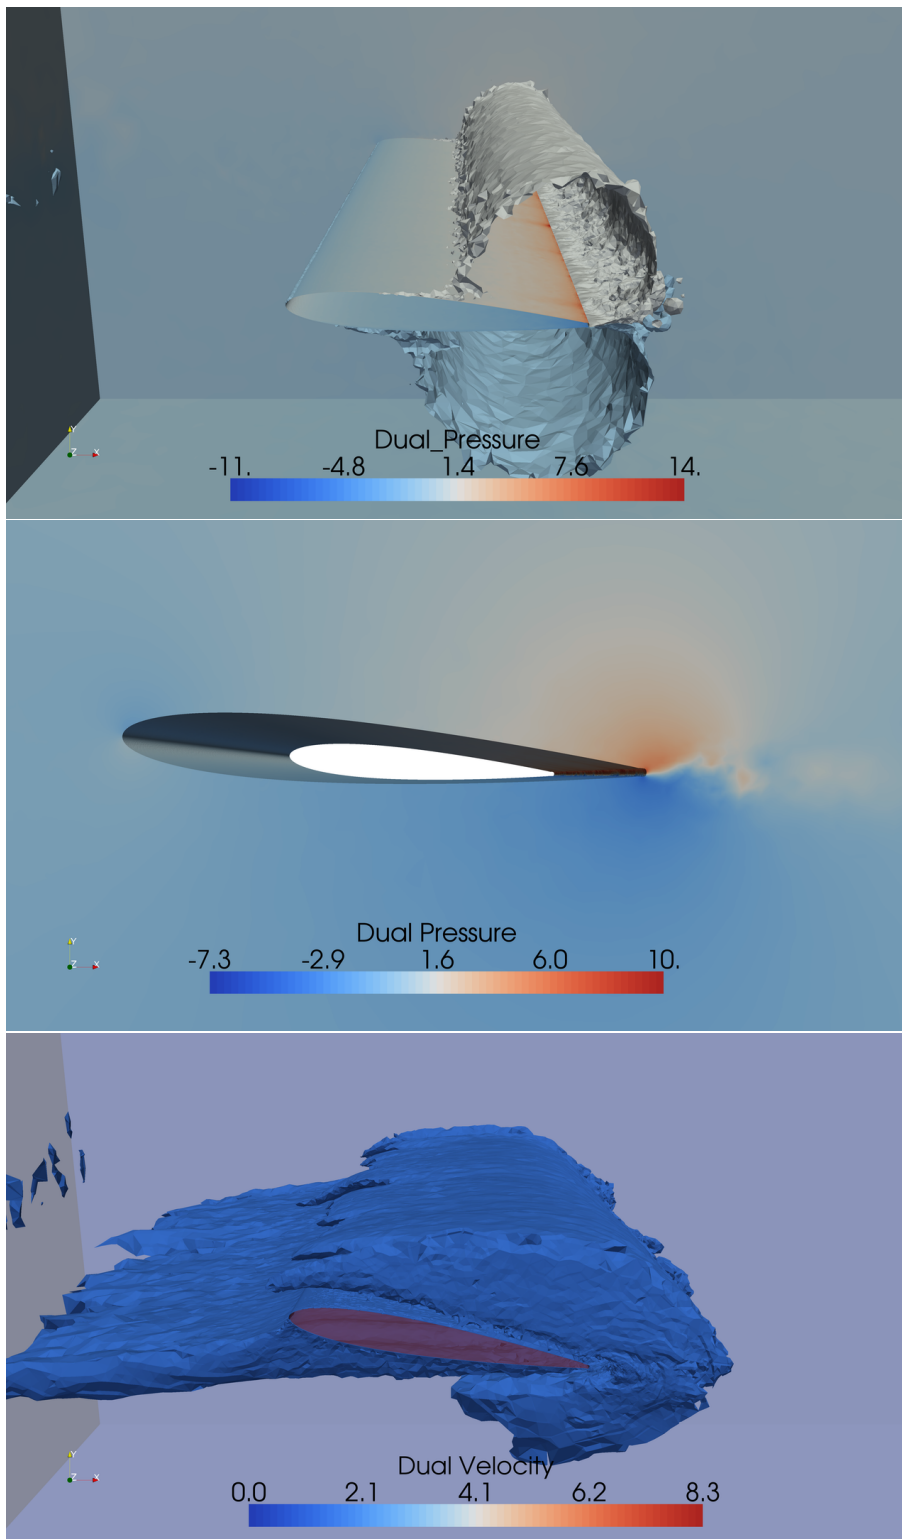 Dual_Pressure
-11. -4.8 1.4 7.6 14.
Y
Z X
Dual Pressure
-7.3 -2.9 1.6 6.0 10.
Y
Z X
Dual Velocity
0.0 2.1 4.1 6.2 8.3
Y
Z X